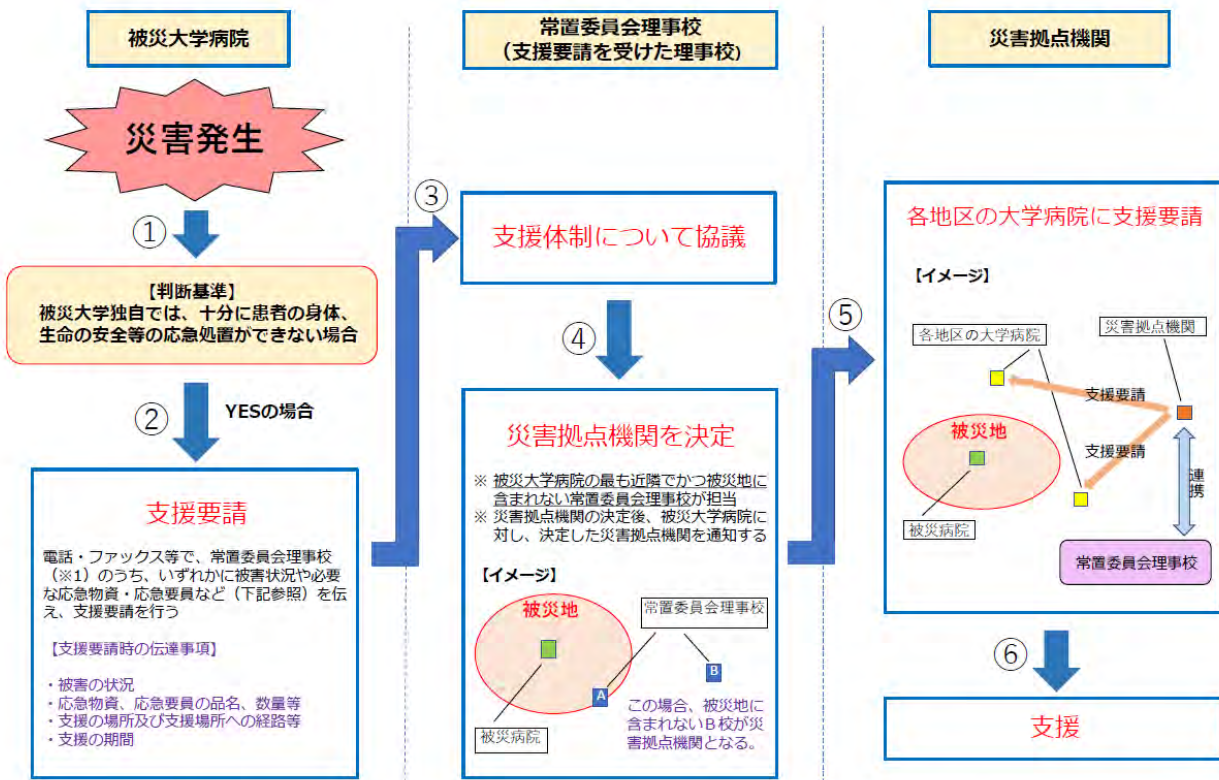 被災大学病院
災害発生
①
【判断基準】
被災大学独自では、十分に患者の身体、
生命の安全等の応急処置ができない場合
②
YESの場合
支援要請
電話・ファックス等で、常置委員会理事校
（※1）のうち、いずれかに被害状況や必要
な応急物資・応急要員など（下記参照）を伝
え、支援要請を行う
【支援要請時の伝達事項】
・被害の状況
・応急物資、応急要員の品名、数量等
・支援の場所及び支援場所への経路等
・支援の期間
常置委員会理事校
（支援要請を受けた理事校)
③
支援体制について協議
④
災害拠点機関を決定
※ 被災大学病院の最も近隣でかつ被災地に
含まれない常置委員会理事校が担当
※ 災害拠点機関の決定後、被災大学病院に
対し、決定した災害拠点機関を通知する
【イメージ】
被災地
常置委員会理事校
A
B
被災病院
この場合、被災地に
含まれないB校が災
害拠点機関となる。
災害拠点機関
⑤
各地区の大学病院に支援要請
【イメージ】
各地区の大学病院
災害拠点機関
支援要請
被災地
支援要請
連携
被災病院
常置委員会理事校
⑥
支援